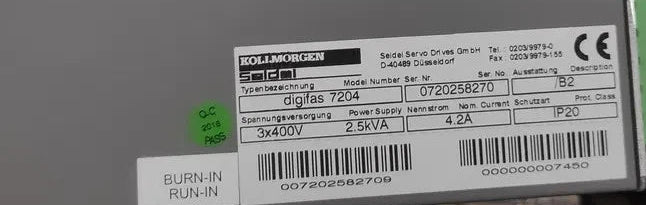 KOLLMORGEN
Seidel
Seidel Servo Drives GmbH
D-40489 Düsseldorf
Tel. : 0203/9979-0
Fax : 0203/9979-155
CE
Typenbezeichnung Model Number Ser. Nr. Ser. No. Ausstattung Description
digifas 7204 0720258270 /B2
Spannungsversorgung Power Supply Nennstrom Nom. Current Schutzart Prot. Class
3x400V 2.5kVA 4.2A IP20
007202582709 000000007450
QC
2018
PASS
BURN-IN
RUN-IN